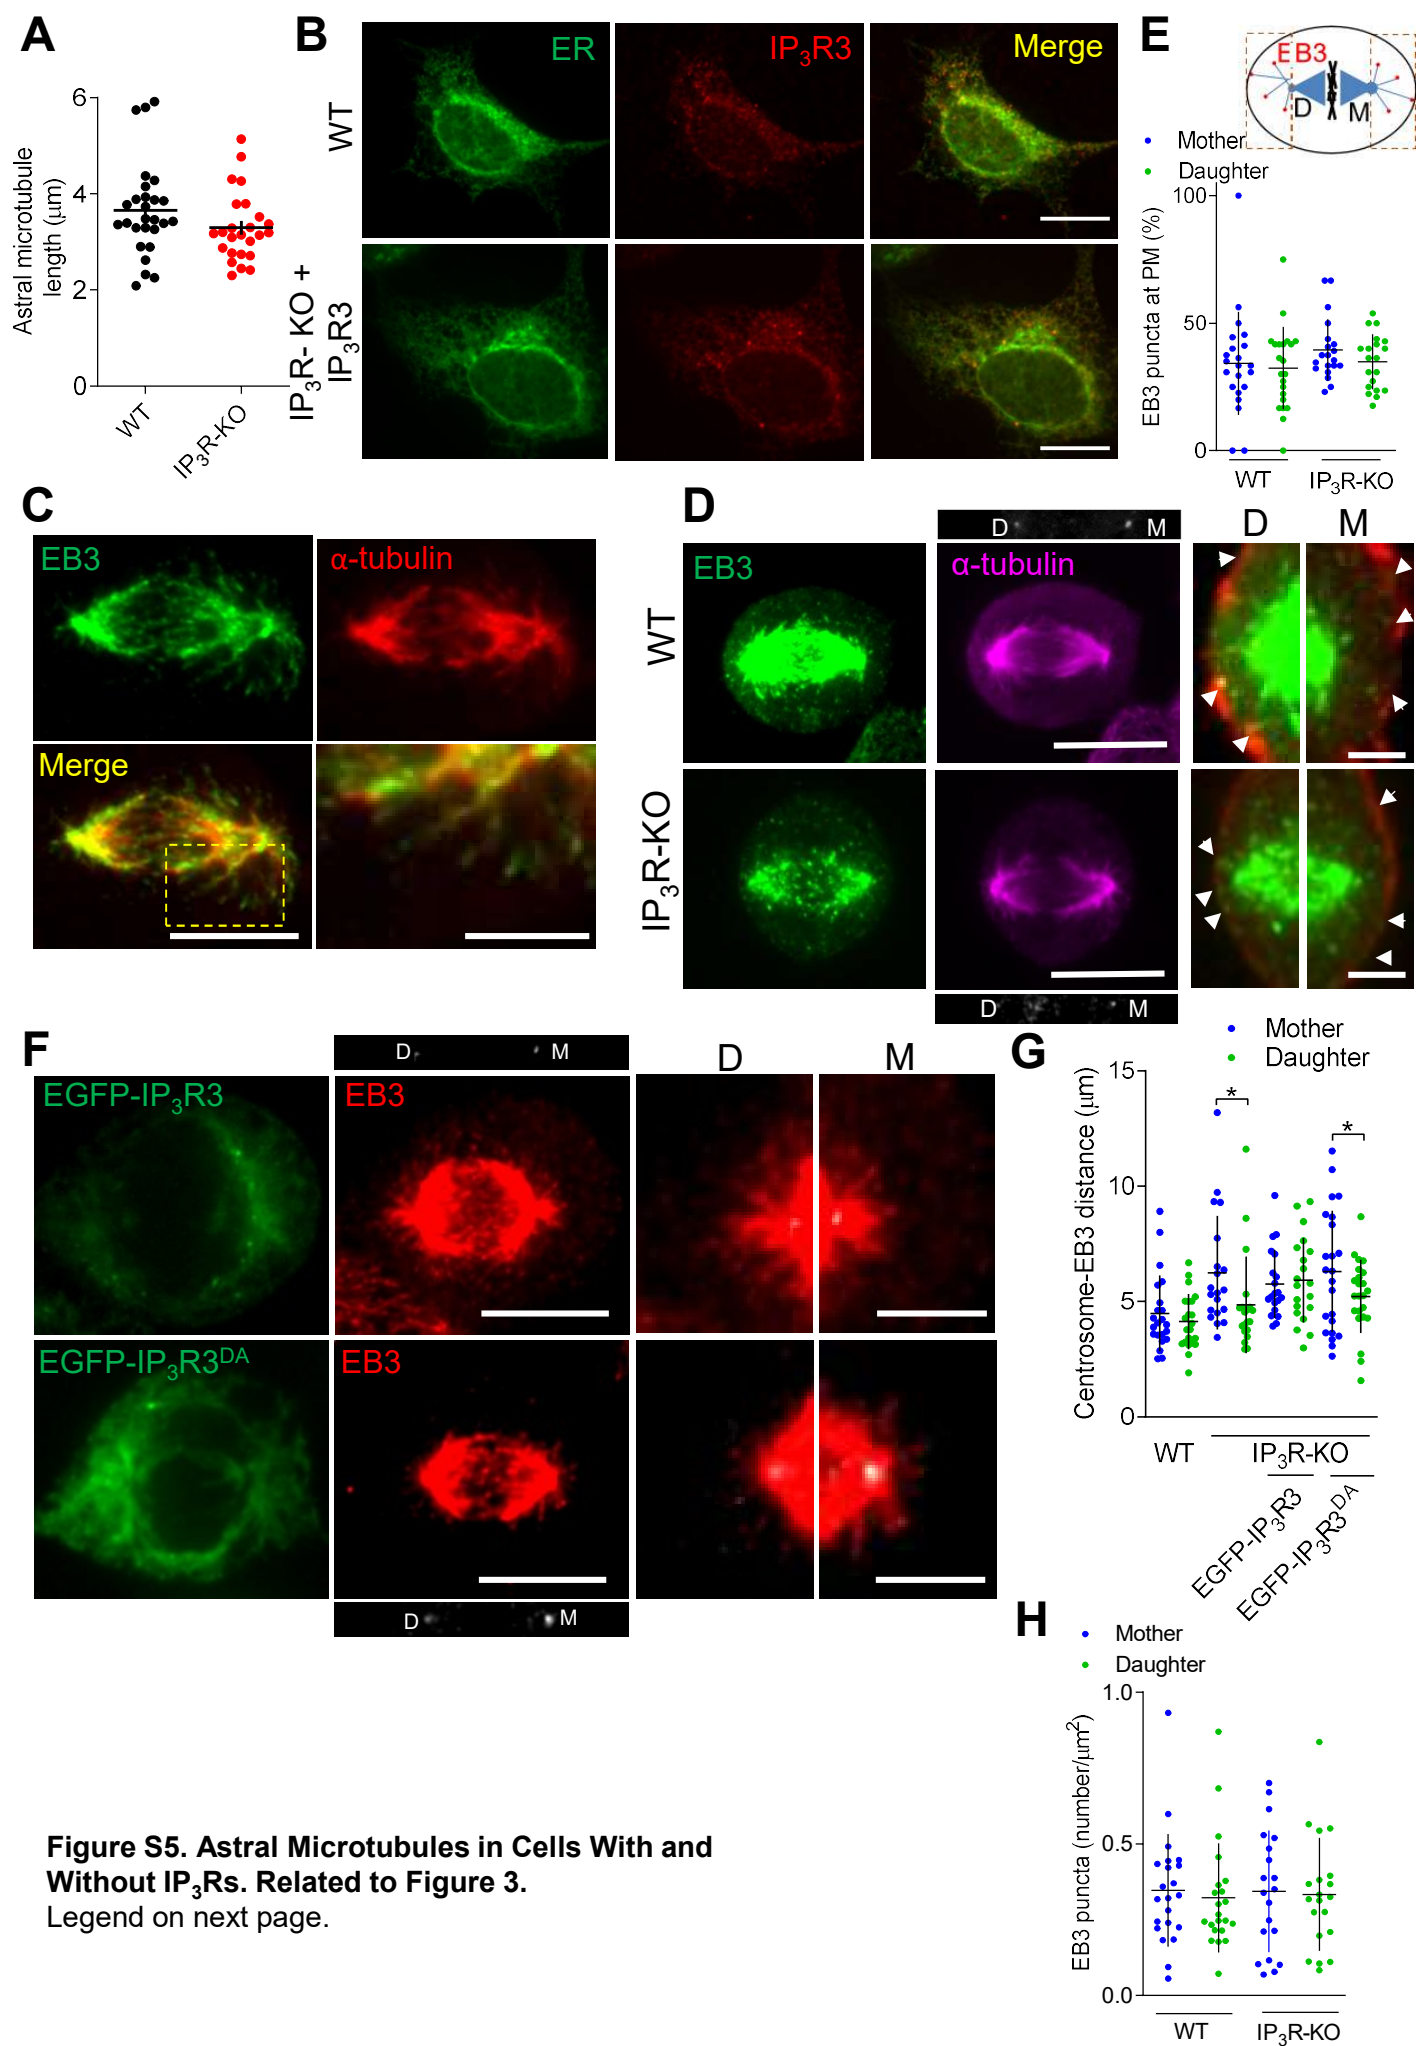 A
6
4
2
0
Astral microtubule
length (μm)
WT
IP3R-KO
B
ER
IP3R3
Merge
WT
IP3R- KO +
IP3R3
E
EB3
D
M
Mother
Daughter
100
50
0
EB3 puncta at PM (%)
WT
IP3R-KO
C
EB3
α-tubulin
Merge
D
D
M
D
M
EB3
α-tubulin
WT
IP3R-KO
D
M
F
D
M
D
M
EGFP-IP3R3
EB3
EGFP-IP3R3DA
EB3
D
M
G
Mother
Daughter
15
10
5
0
Centrosome-EB3 distance (μm)
*
*
WT
IP3R-KO
EGFP-IP3R3
EGFP-IP3R3DA
H
Mother
Daughter
1.0
0.5
0.0
EB3 puncta (number/μm2)
WT
IP3R-KO
Figure S5. Astral Microtubules in Cells With and
Without IP3Rs. Related to Figure 3.
Legend on next page.